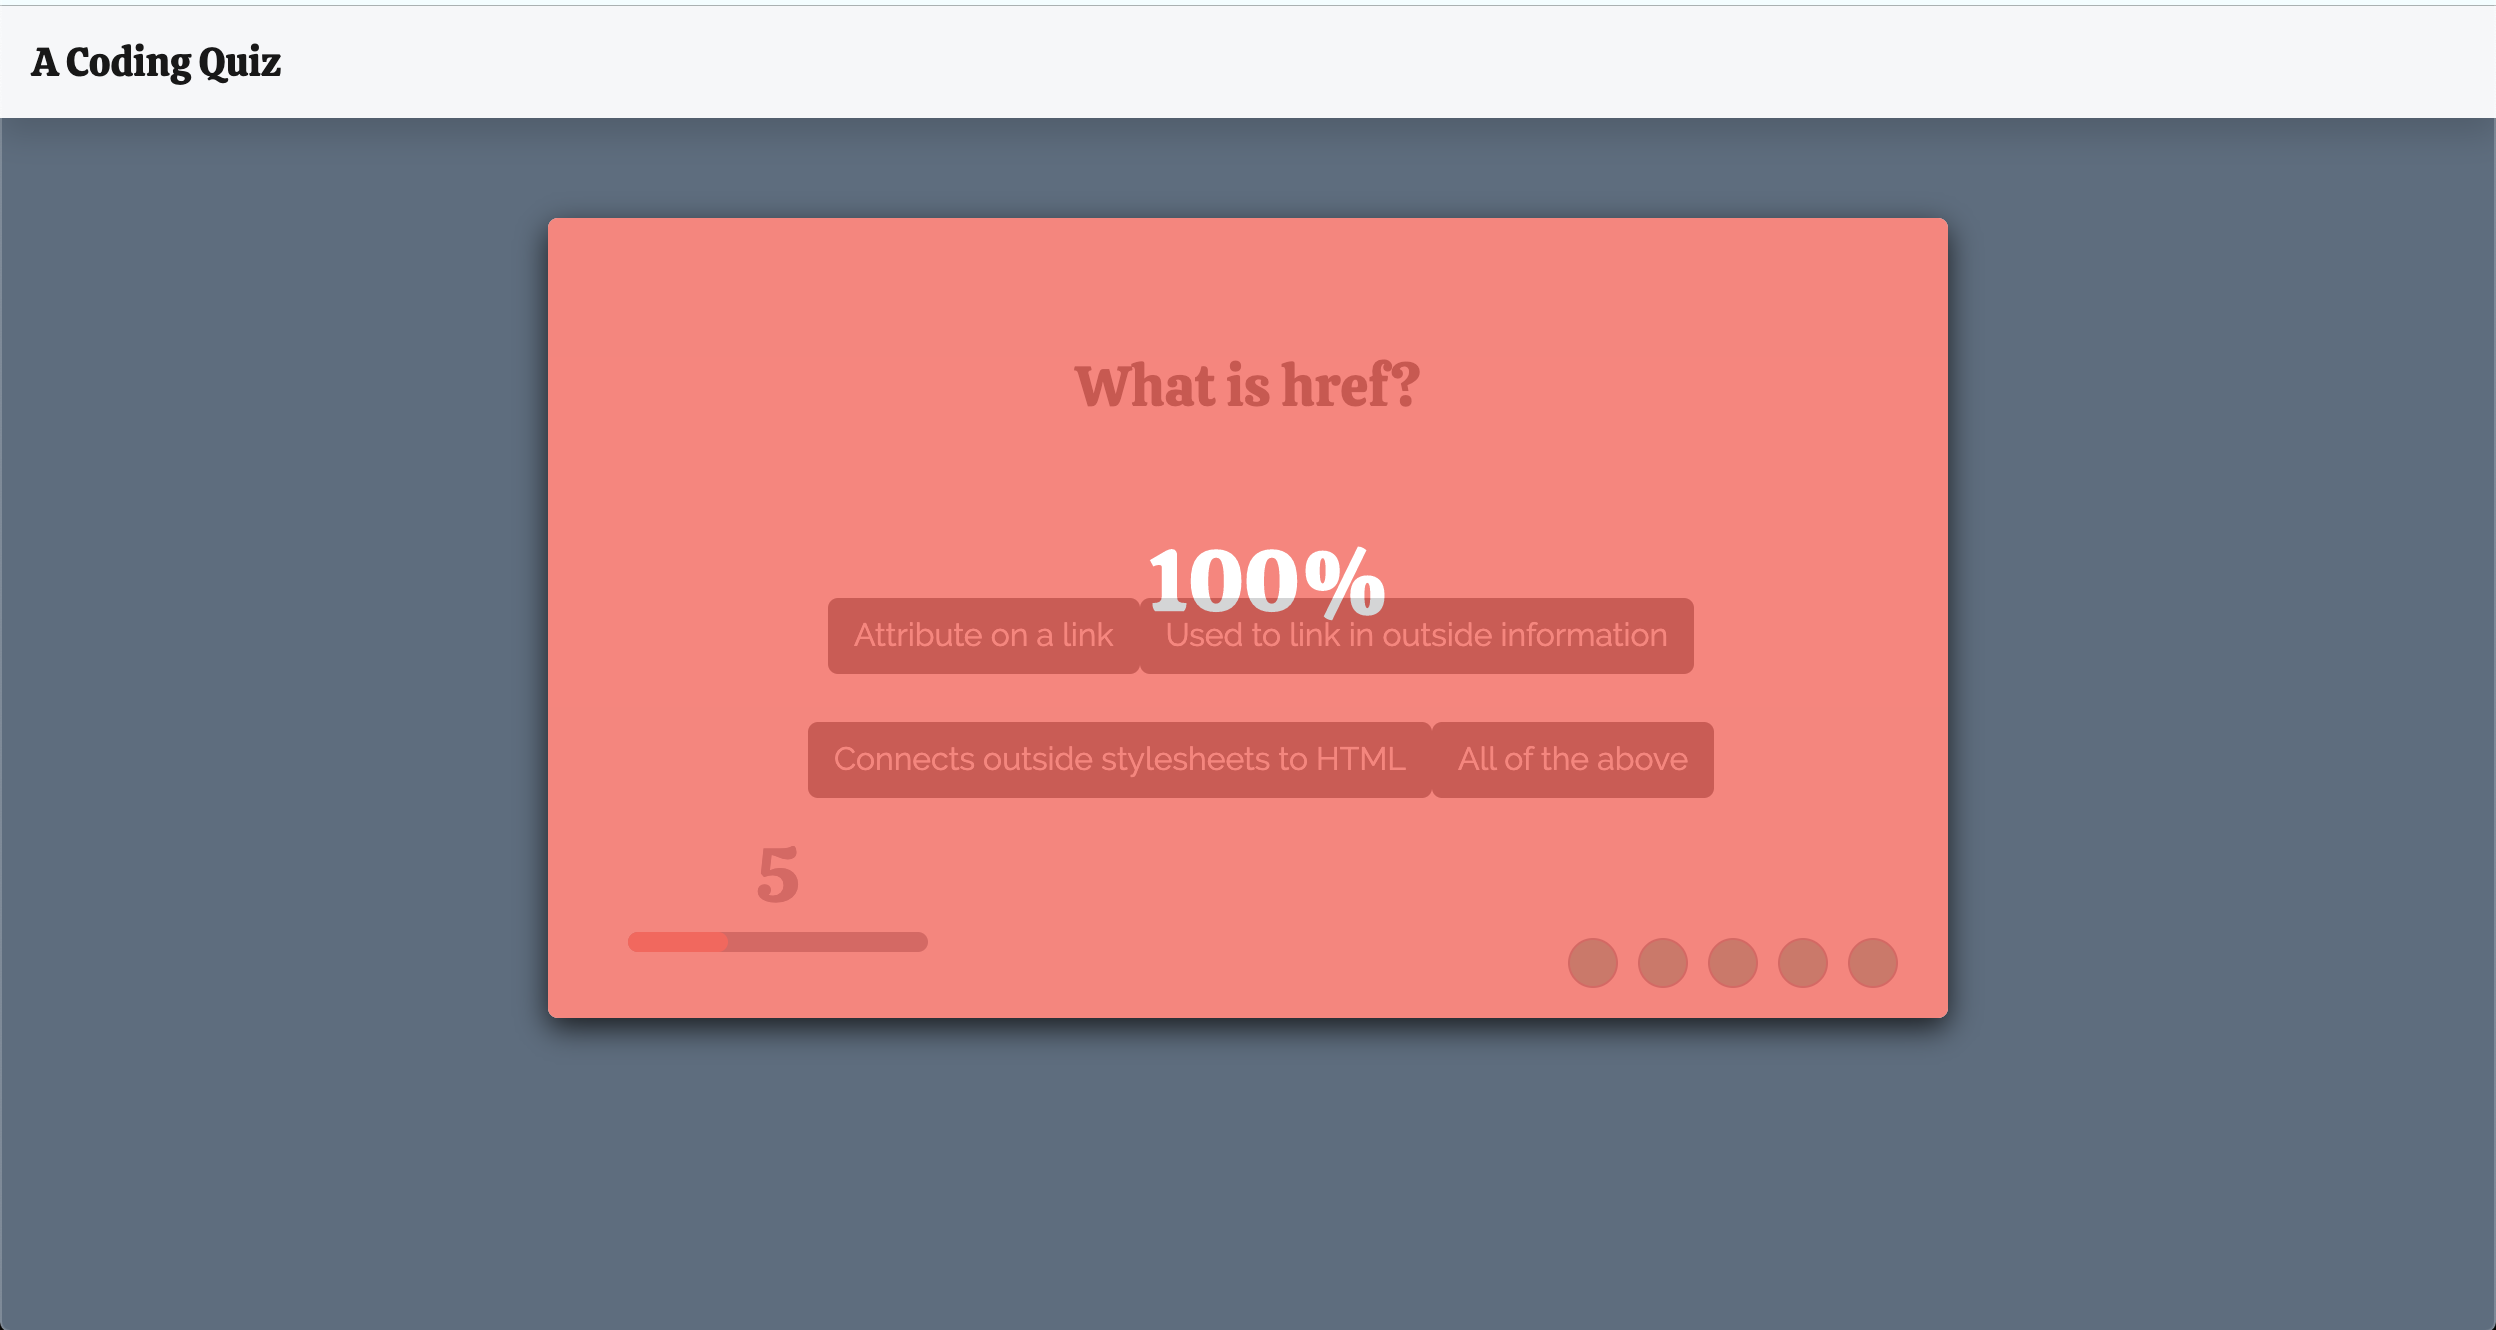 A Coding Quiz
What is href?
100%
Attribute on a link
Used to link in outside information
Connects outside stylesheets to HTML
All of the above
5